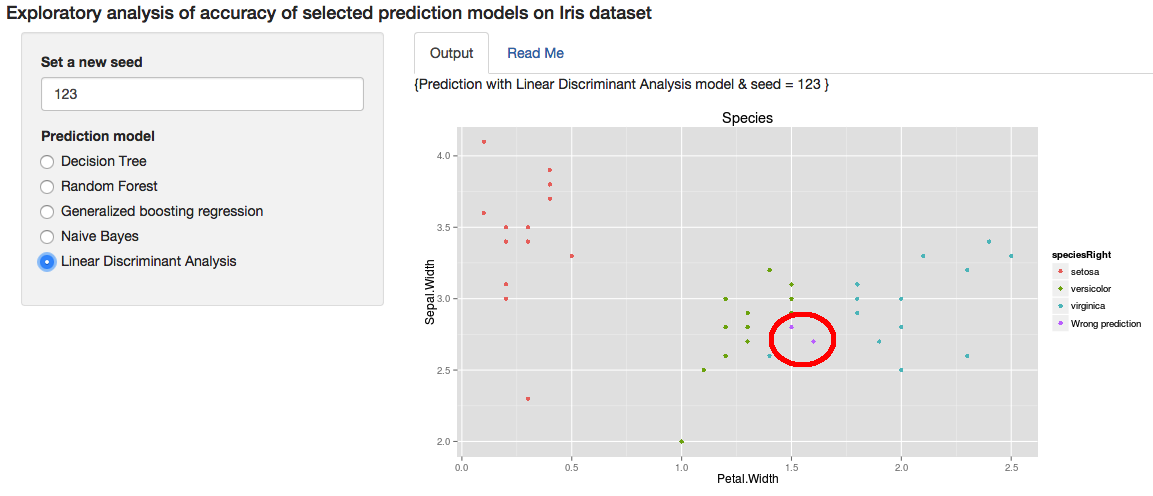 Exploratory analysis of accuracy of selected prediction models on Iris dataset
Set a new seed
123
Prediction model
Decision Tree
Random Forest
Generalized boosting regression
Naive Bayes
Linear Discriminant Analysis
Output
Read Me
{Prediction with Linear Discriminant Analysis model & seed = 123 }
Species
Sepal.Width
4.0
3.5
3.0
2.5
2.0
0.0
0.5
1.0
1.5
2.0
2.5
Petal.Width
speciesRight
setosa
versicolor
virginica
Wrong prediction